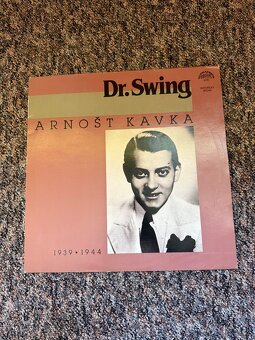 Dr. Swing
ARNOŠT KAVKA
1939 • 1944